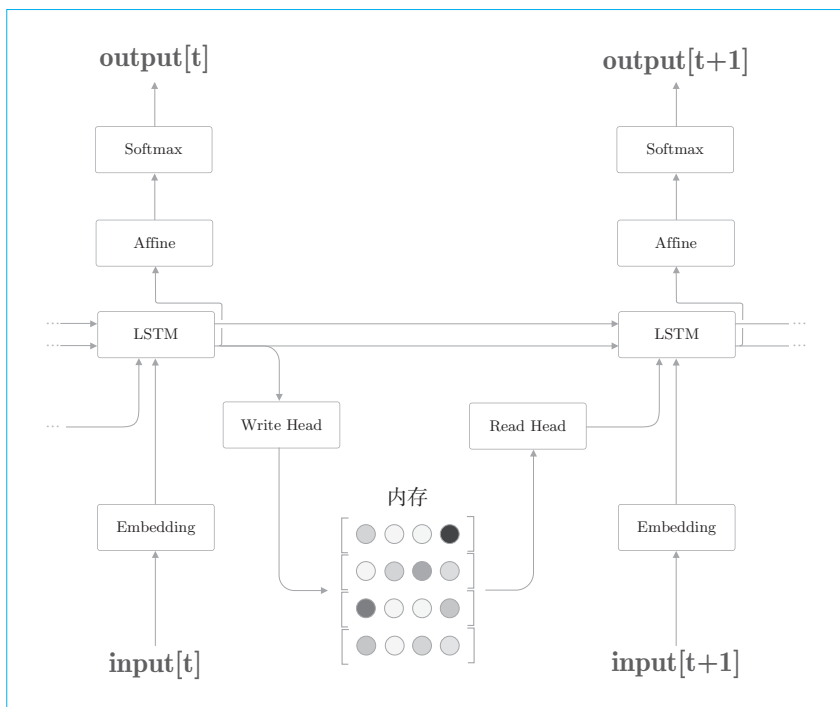 output[t]
output[t+1]
Softmax
Softmax
Affine
Affine
...
LSTM
LSTM
...
...
...
...
Write Head
Read Head
内存
Embedding
Embedding
input[t]
input[t+1]